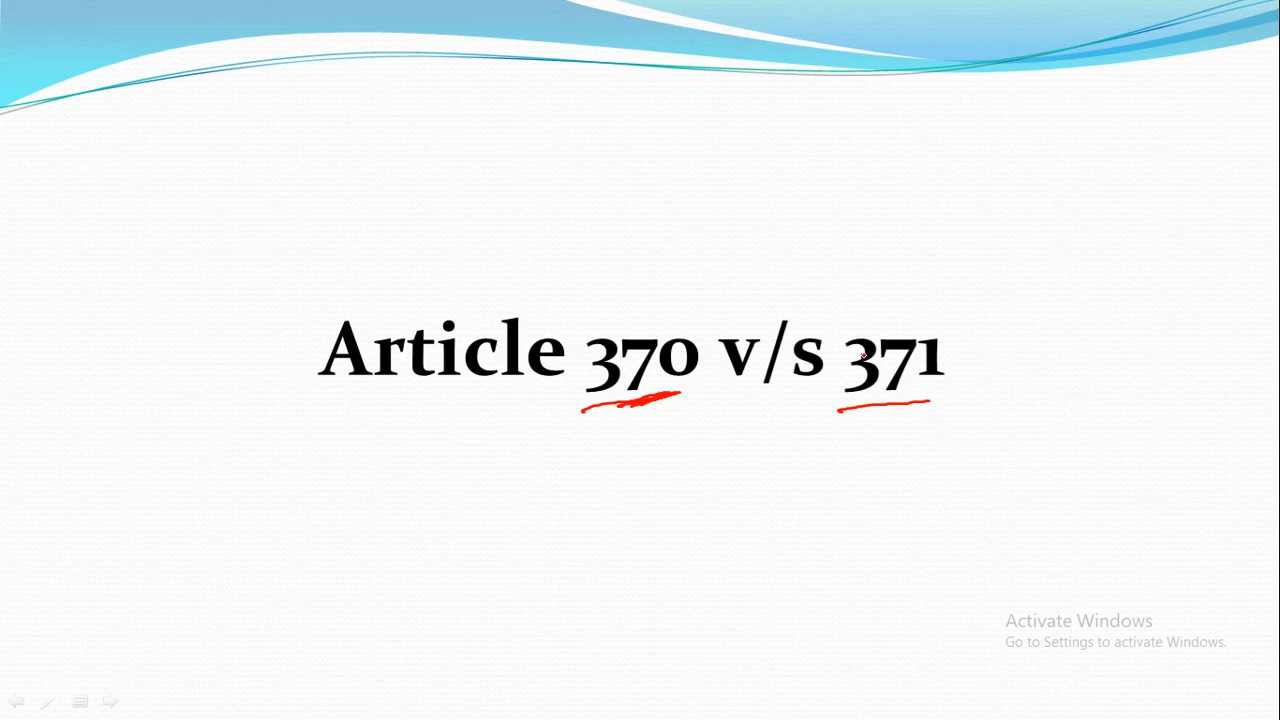 Article 370 v/s 371
Activate Windows
Go to Settings to activate Windows.